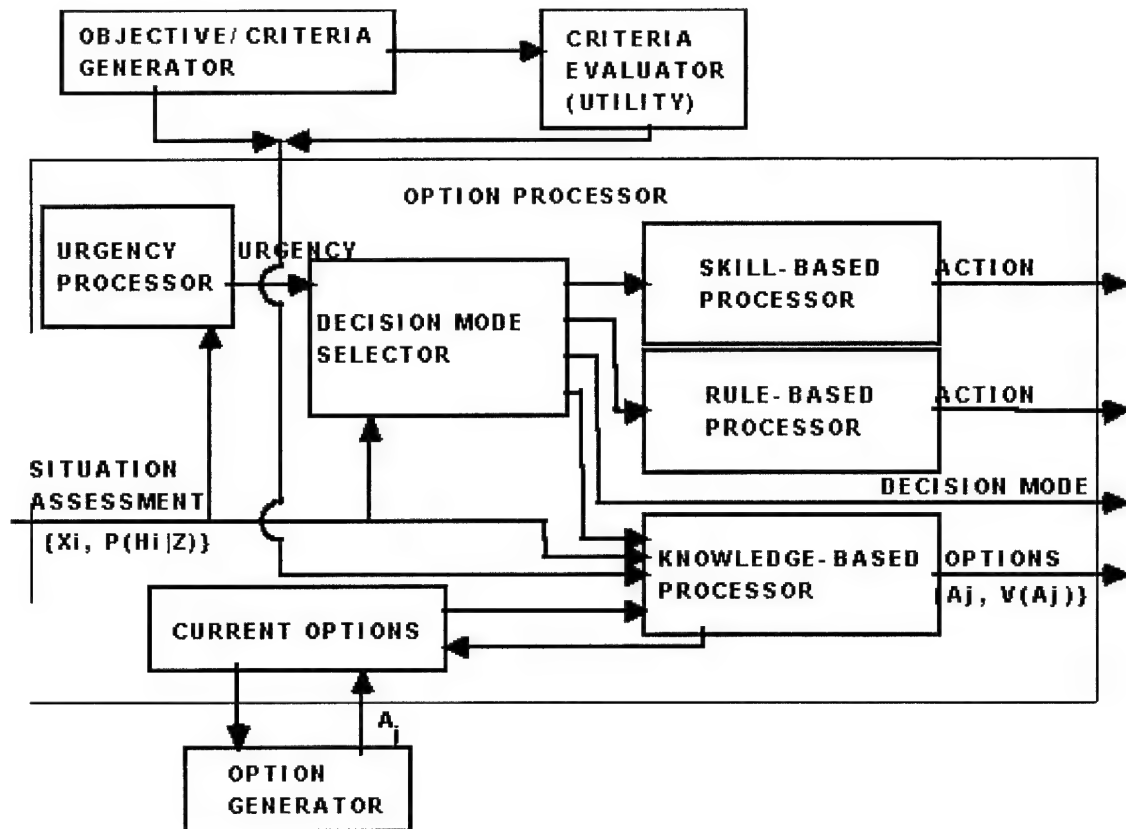 OBJECTIVE/CRITERIA
GENERATOR
CRITERIA
EVALUATOR
(UTILITY)
OPTION PROCESSOR
URGENCY
PROCESSOR
URGENCY
DECISION MODE
SELECTOR
SKILL-BASED
PROCESSOR
ACTION
RULE-BASED
PROCESSOR
ACTION
SITUATION
ASSESSMENT
{Xi, P(Hi|Z)}
DECISION MODE
KNOWLEDGE-BASED
PROCESSOR
OPTIONS
{Aj, V(Aj)}
CURRENT OPTIONS
Aj
OPTION
GENERATOR